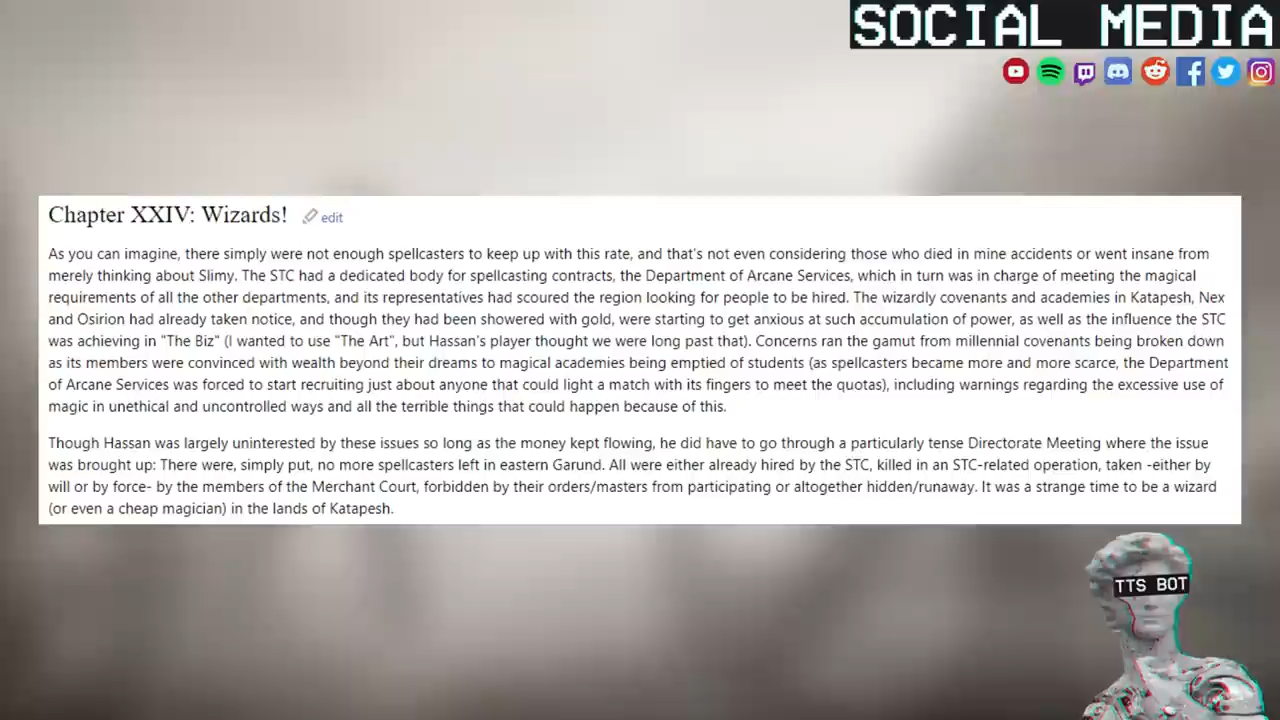 SOCIAL MEDIA
Chapter XXIV: Wizards! edit
As you can imagine, there simply were not enough spellcasters to keep up with this rate, and that's not even considering those who died in mine accidents or went insane from
merely thinking about Slimy. The STC had a dedicated body for spellcasting contracts, the Department of Arcane Services, which in turn was in charge of meeting the magical
requirements of all the other departments, and its representatives had scoured the region looking for people to be hired. The wizardly covenants and academies in Katapesh, Nex
and Osirion had already taken notice, and though they had been showered with gold, were starting to get anxious at such accumulation of power, as well as the influence the STC
was achieving in "The Biz" (I wanted to use "The Art", but Hassan's player thought we were long past that). Concerns ran the gamut from millennial covenants being broken down
as its members were convinced with wealth beyond their dreams to magical academies being emptied of students (as spellcasters became more and more scarce, the Department
of Arcane Services was forced to start recruiting just about anyone that could light a match with its fingers to meet the quotas), including warnings regarding the excessive use of
magic in unethical and uncontrolled ways and all the terrible things that could happen because of this.
Though Hassan was largely uninterested by these issues so long as the money kept flowing, he did have to go through a particularly tense Directorate Meeting where the issue
was brought up: There were, simply put, no more spellcasters left in eastern Garund. All were either already hired by the STC, killed in an STC-related operation, taken -either by
will or by force- by the members of the Merchant Court, forbidden by their orders/masters from participating or altogether hidden/runaway. It was a strange time to be a wizard
(or even a cheap magician) in the lands of Katapesh.
TTS BOT